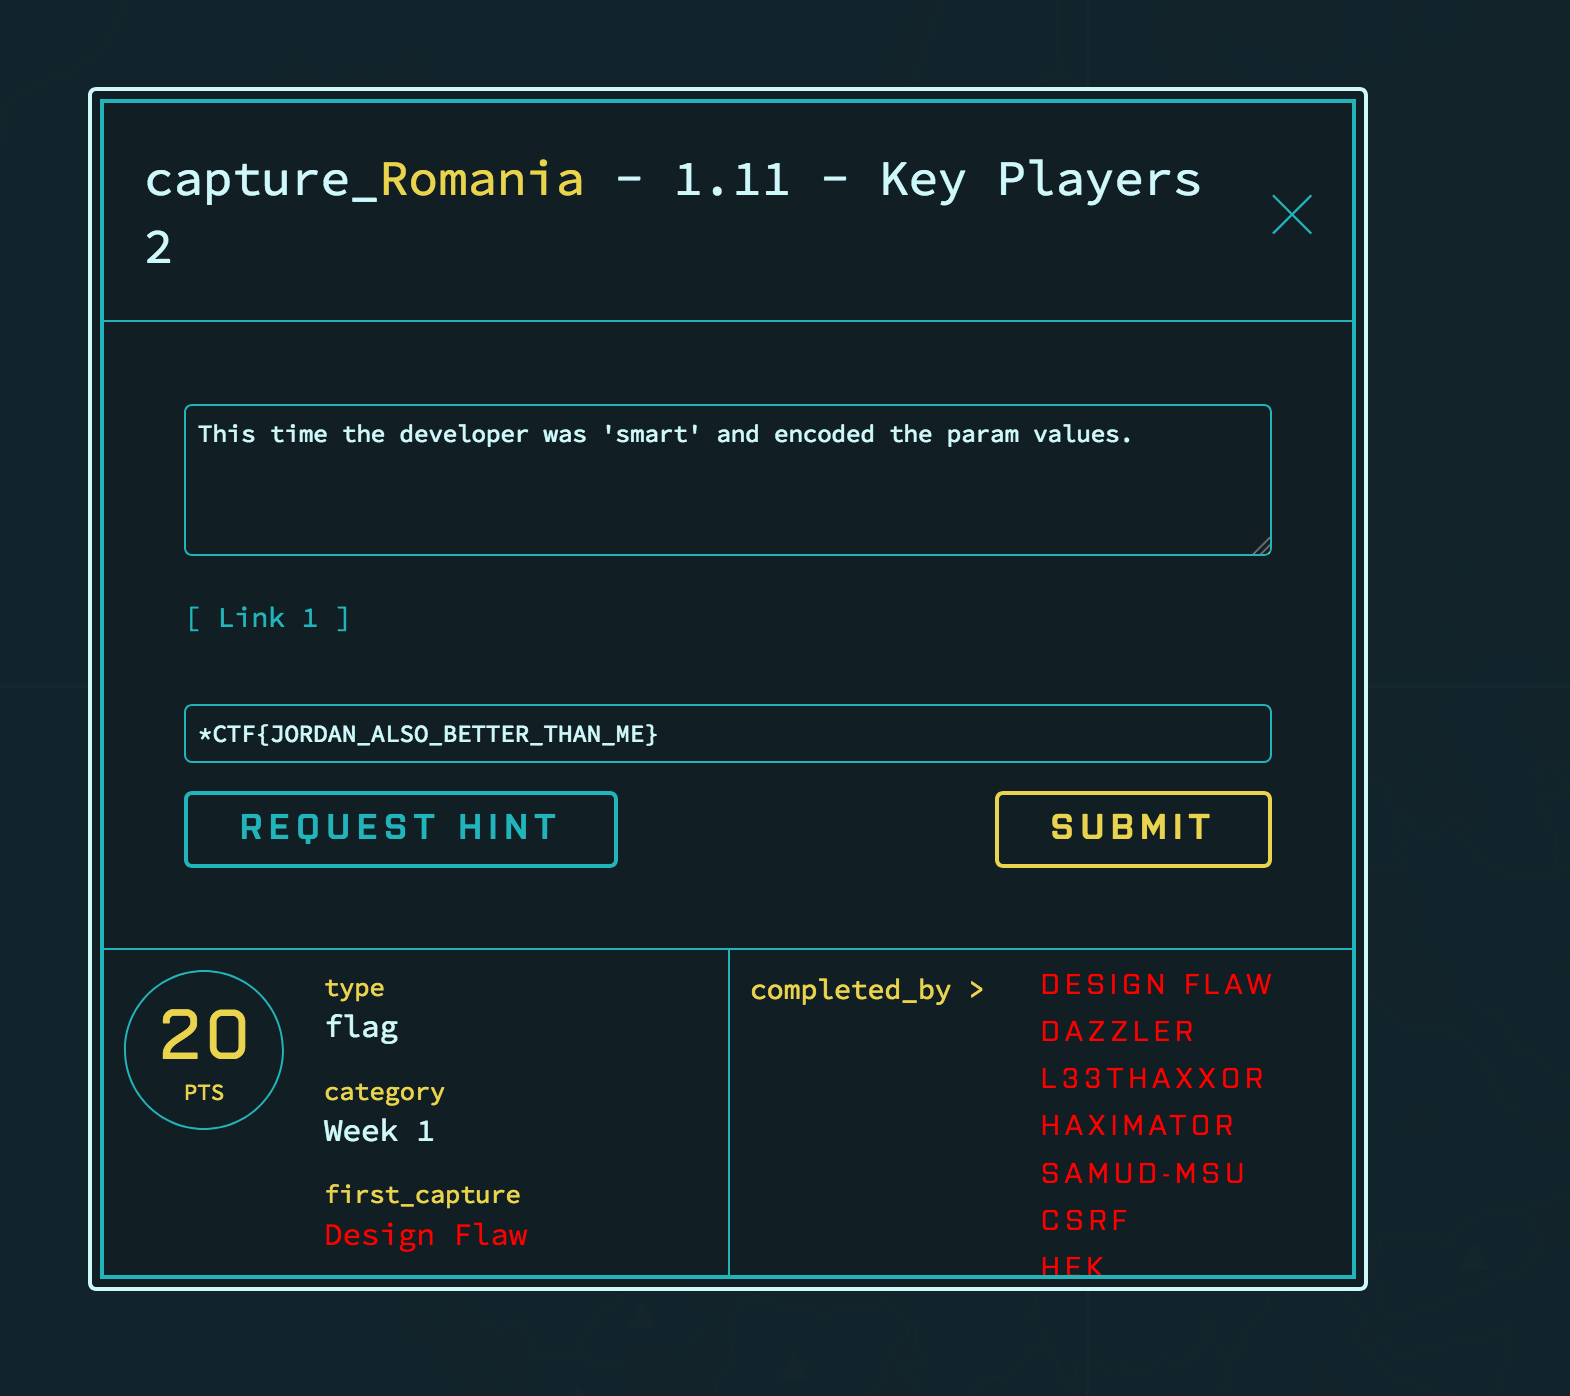 capture_Romania - 1.11 - Key Players
2
This time the developer was 'smart' and encoded the param values.
[ Link 1 ]
*CTF{JORDAN_ALSO_BETTER_THAN_ME}
REQUEST HINT
SUBMIT
20
PTS
type
flag
category
Week 1
first_capture
Design Flaw
completed_by >
DESIGN FLAW
DAZZLER
L33THAXXOR
HAXIMATOR
SAMUD-MSU
CSRF
HEK